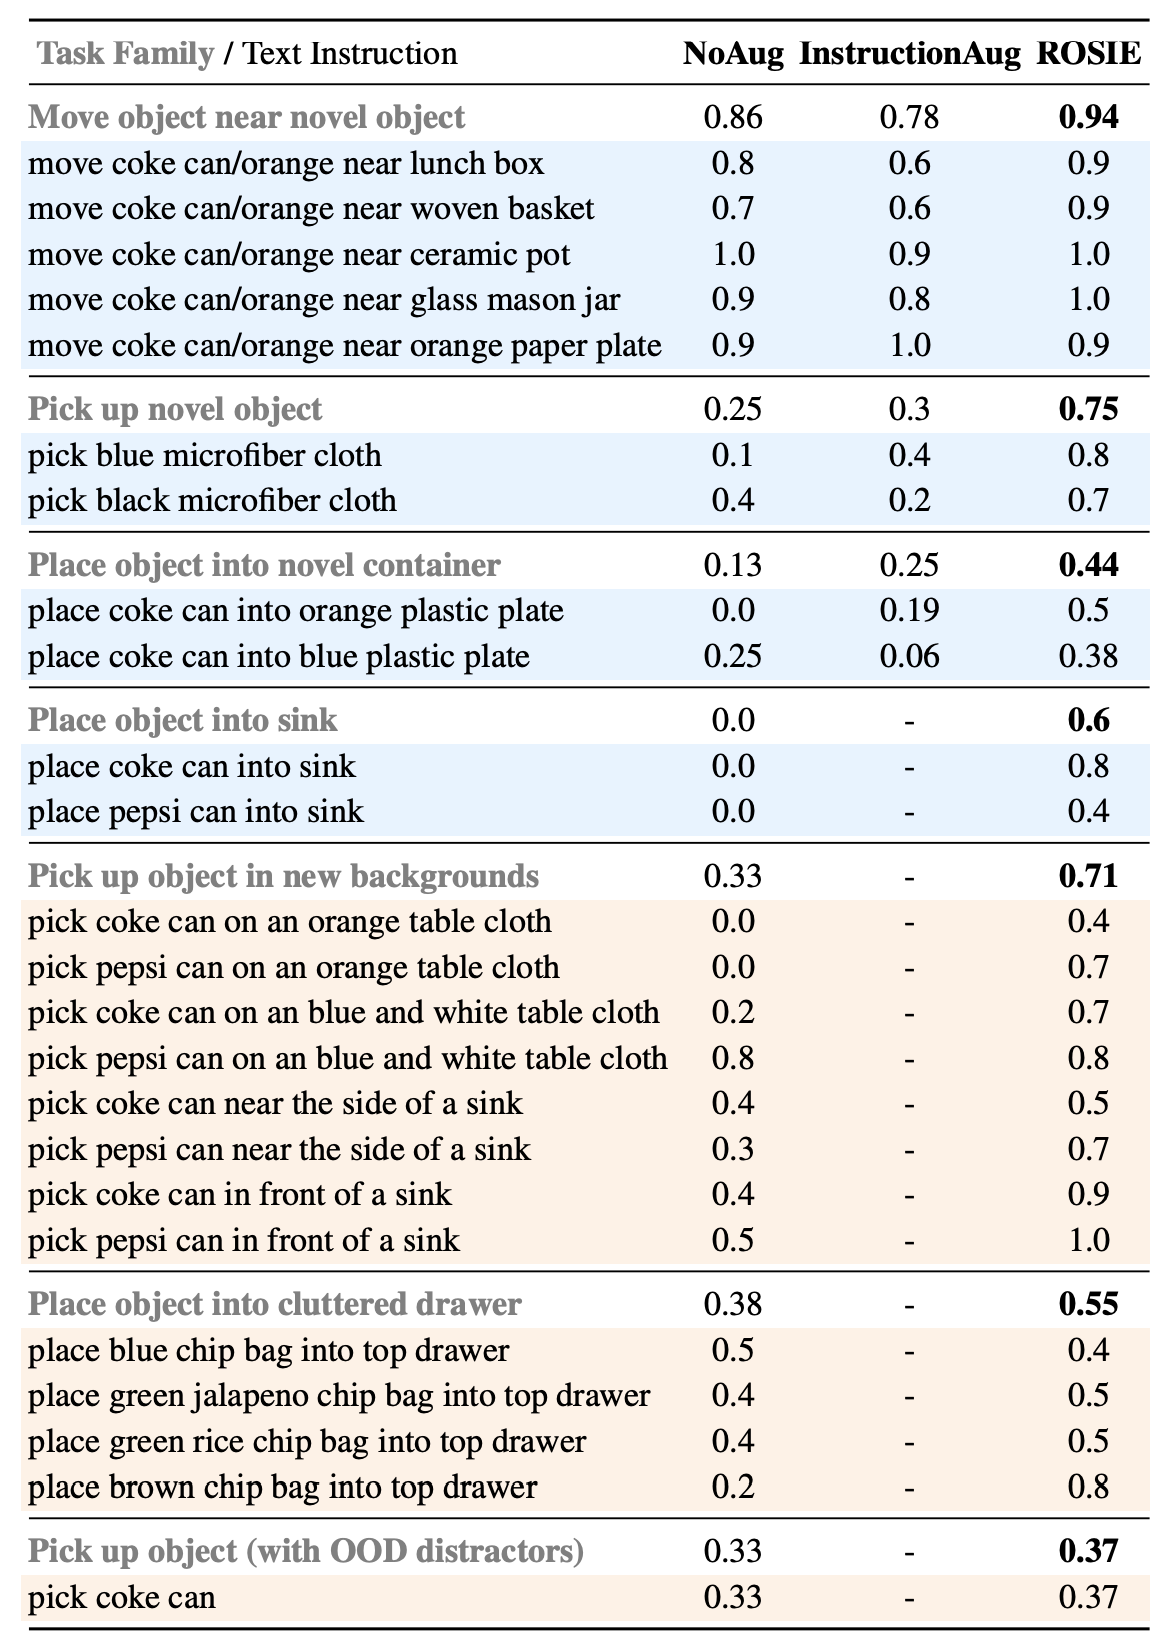 Task Family / Text Instruction NoAug InstructionAug ROSIE
Move object near novel object 0.86 0.78 0.94
move coke can/orange near lunch box 0.8 0.6 0.9
move coke can/orange near woven basket 0.7 0.6 0.9
move coke can/orange near ceramic pot 1.0 0.9 1.0
move coke can/orange near glass mason jar 0.9 0.8 1.0
move coke can/orange near orange paper plate 0.9 1.0 0.9
Pick up novel object 0.25 0.3 0.75
pick blue microfiber cloth 0.1 0.4 0.8
pick black microfiber cloth 0.4 0.2 0.7
Place object into novel container 0.13 0.25 0.44
place coke can into orange plastic plate 0.0 0.19 0.5
place coke can into blue plastic plate 0.25 0.06 0.38
Place object into sink 0.0 - 0.6
place coke can into sink 0.0 - 0.8
place pepsi can into sink 0.0 - 0.4
Pick up object in new backgrounds 0.33 - 0.71
pick coke can on an orange table cloth 0.0 - 0.4
pick pepsi can on an orange table cloth 0.0 - 0.7
pick coke can on an blue and white table cloth 0.2 - 0.7
pick pepsi can on an blue and white table cloth 0.8 - 0.8
pick coke can near the side of a sink 0.4 - 0.5
pick pepsi can near the side of a sink 0.3 - 0.7
pick coke can in front of a sink 0.4 - 0.9
pick pepsi can in front of a sink 0.5 - 1.0
Place object into cluttered drawer 0.38 - 0.55
place blue chip bag into top drawer 0.5 - 0.4
place green jalapeno chip bag into top drawer 0.4 - 0.5
place green rice chip bag into top drawer 0.4 - 0.5
place brown chip bag into top drawer 0.2 - 0.8
Pick up object (with OOD distractors) 0.33 - 0.37
pick coke can 0.33 - 0.37